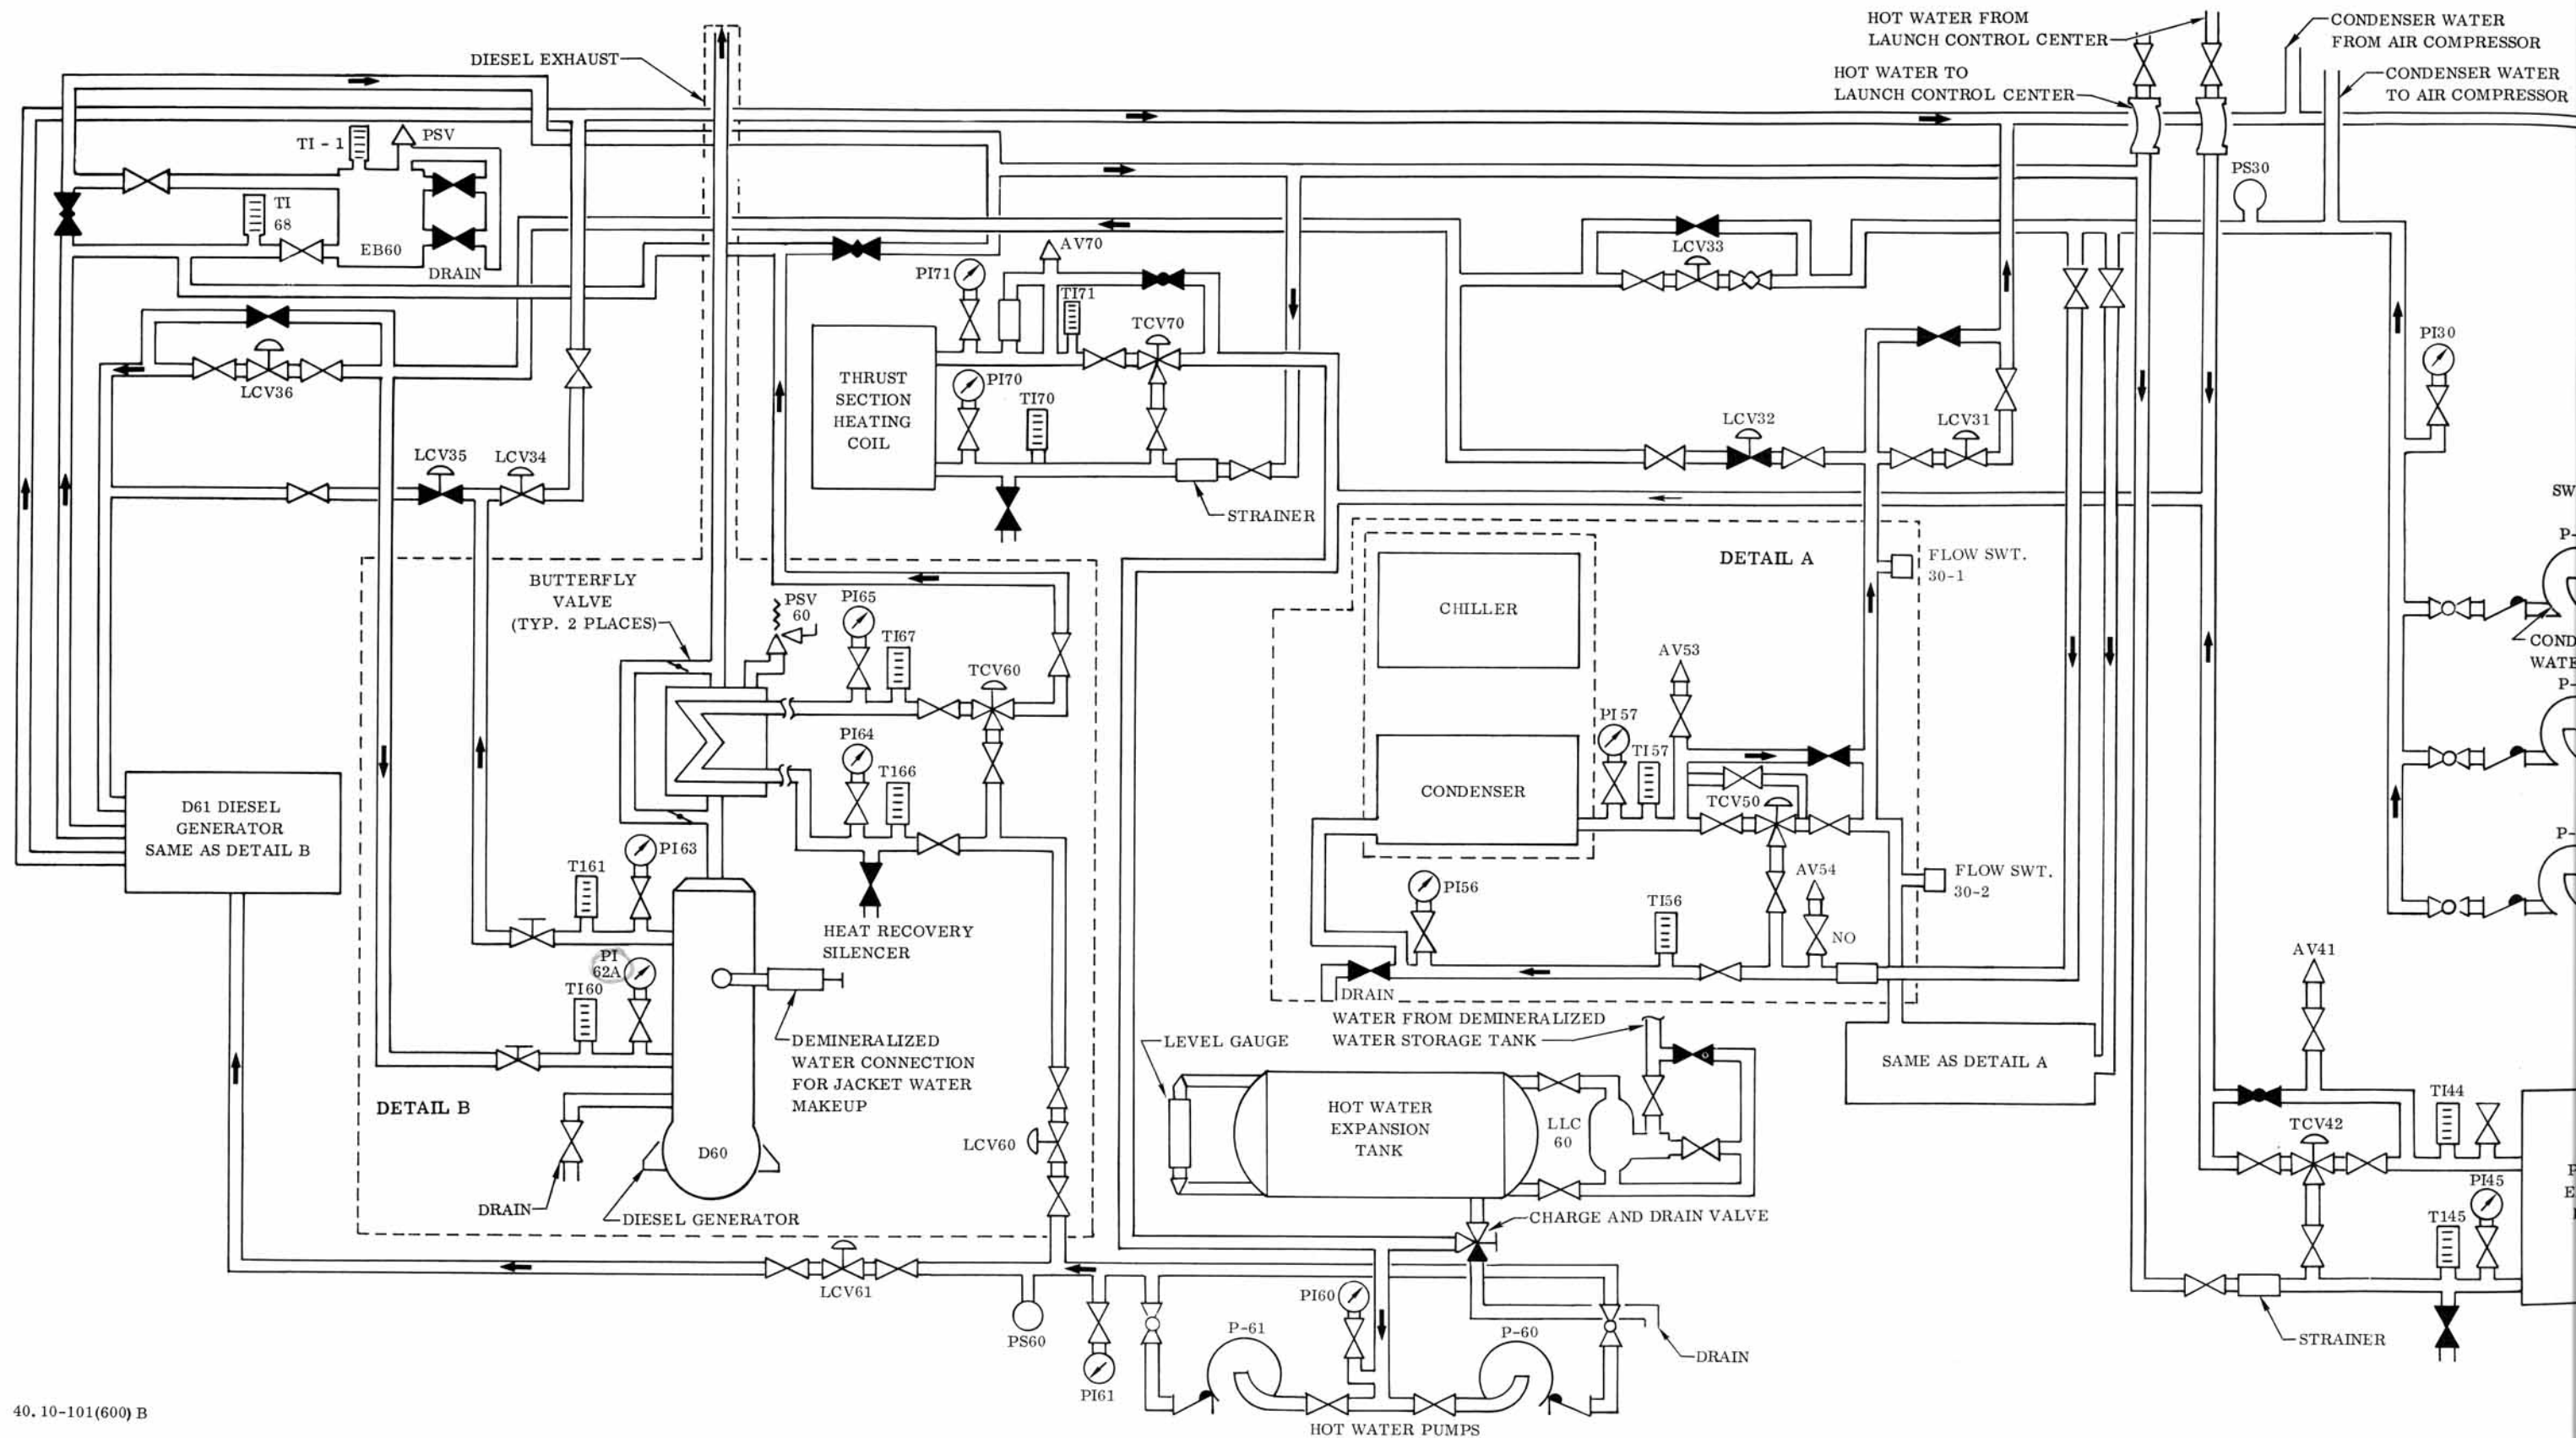 HOT WATER FROM
LAUNCH CONTROL CENTER
CONDENSER WATER
FROM AIR COMPRESSOR
DIESEL EXHAUST
HOT WATER TO
LAUNCH CONTROL CENTER
CONDENSER WATER
TO AIR COMPRESSOR
TI - 1
PSV
PS30
TI
68
EB60
DRAIN
AV70
LCV33
PI71
TI71
TCV70
PI30
THRUST
SECTION
HEATING
COIL
PI70
TI70
LCV36
LCV32
LCV31
LCV35
LCV34
STRAINER
SW
P-
DETAIL A
FLOW SWT.
30-1
BUTTERFLY
VALVE
(TYP. 2 PLACES)
PSV
60
PI65
TI67
CHILLER
COND
WATE
P-
TCV60
AV53
PI64
T166
PI57
TI57
CONDENSER
TCV50
D61 DIESEL
GENERATOR
SAME AS DETAIL B
P-
PI63
T161
AV54
FLOW SWT.
30-2
PI56
TI56
NO
HEAT RECOVERY
SILENCER
PI
62A
TI60
AV41
DRAIN
DEMINERALIZED
WATER CONNECTION
FOR JACKET WATER
MAKEUP
WATER FROM DEMINERALIZED
WATER STORAGE TANK
LEVEL GAUGE
SAME AS DETAIL A
DETAIL B
HOT WATER
EXPANSION
TANK
LLC
60
TI44
TCV42
LCV60
D60
P
E
PI45
DRAIN
DIESEL GENERATOR
CHARGE AND DRAIN VALVE
T145
LCV61
PI60
PS60
P-61
P-60
STRAINER
DRAIN
PI61
40.10-101(600) B
HOT WATER PUMPS